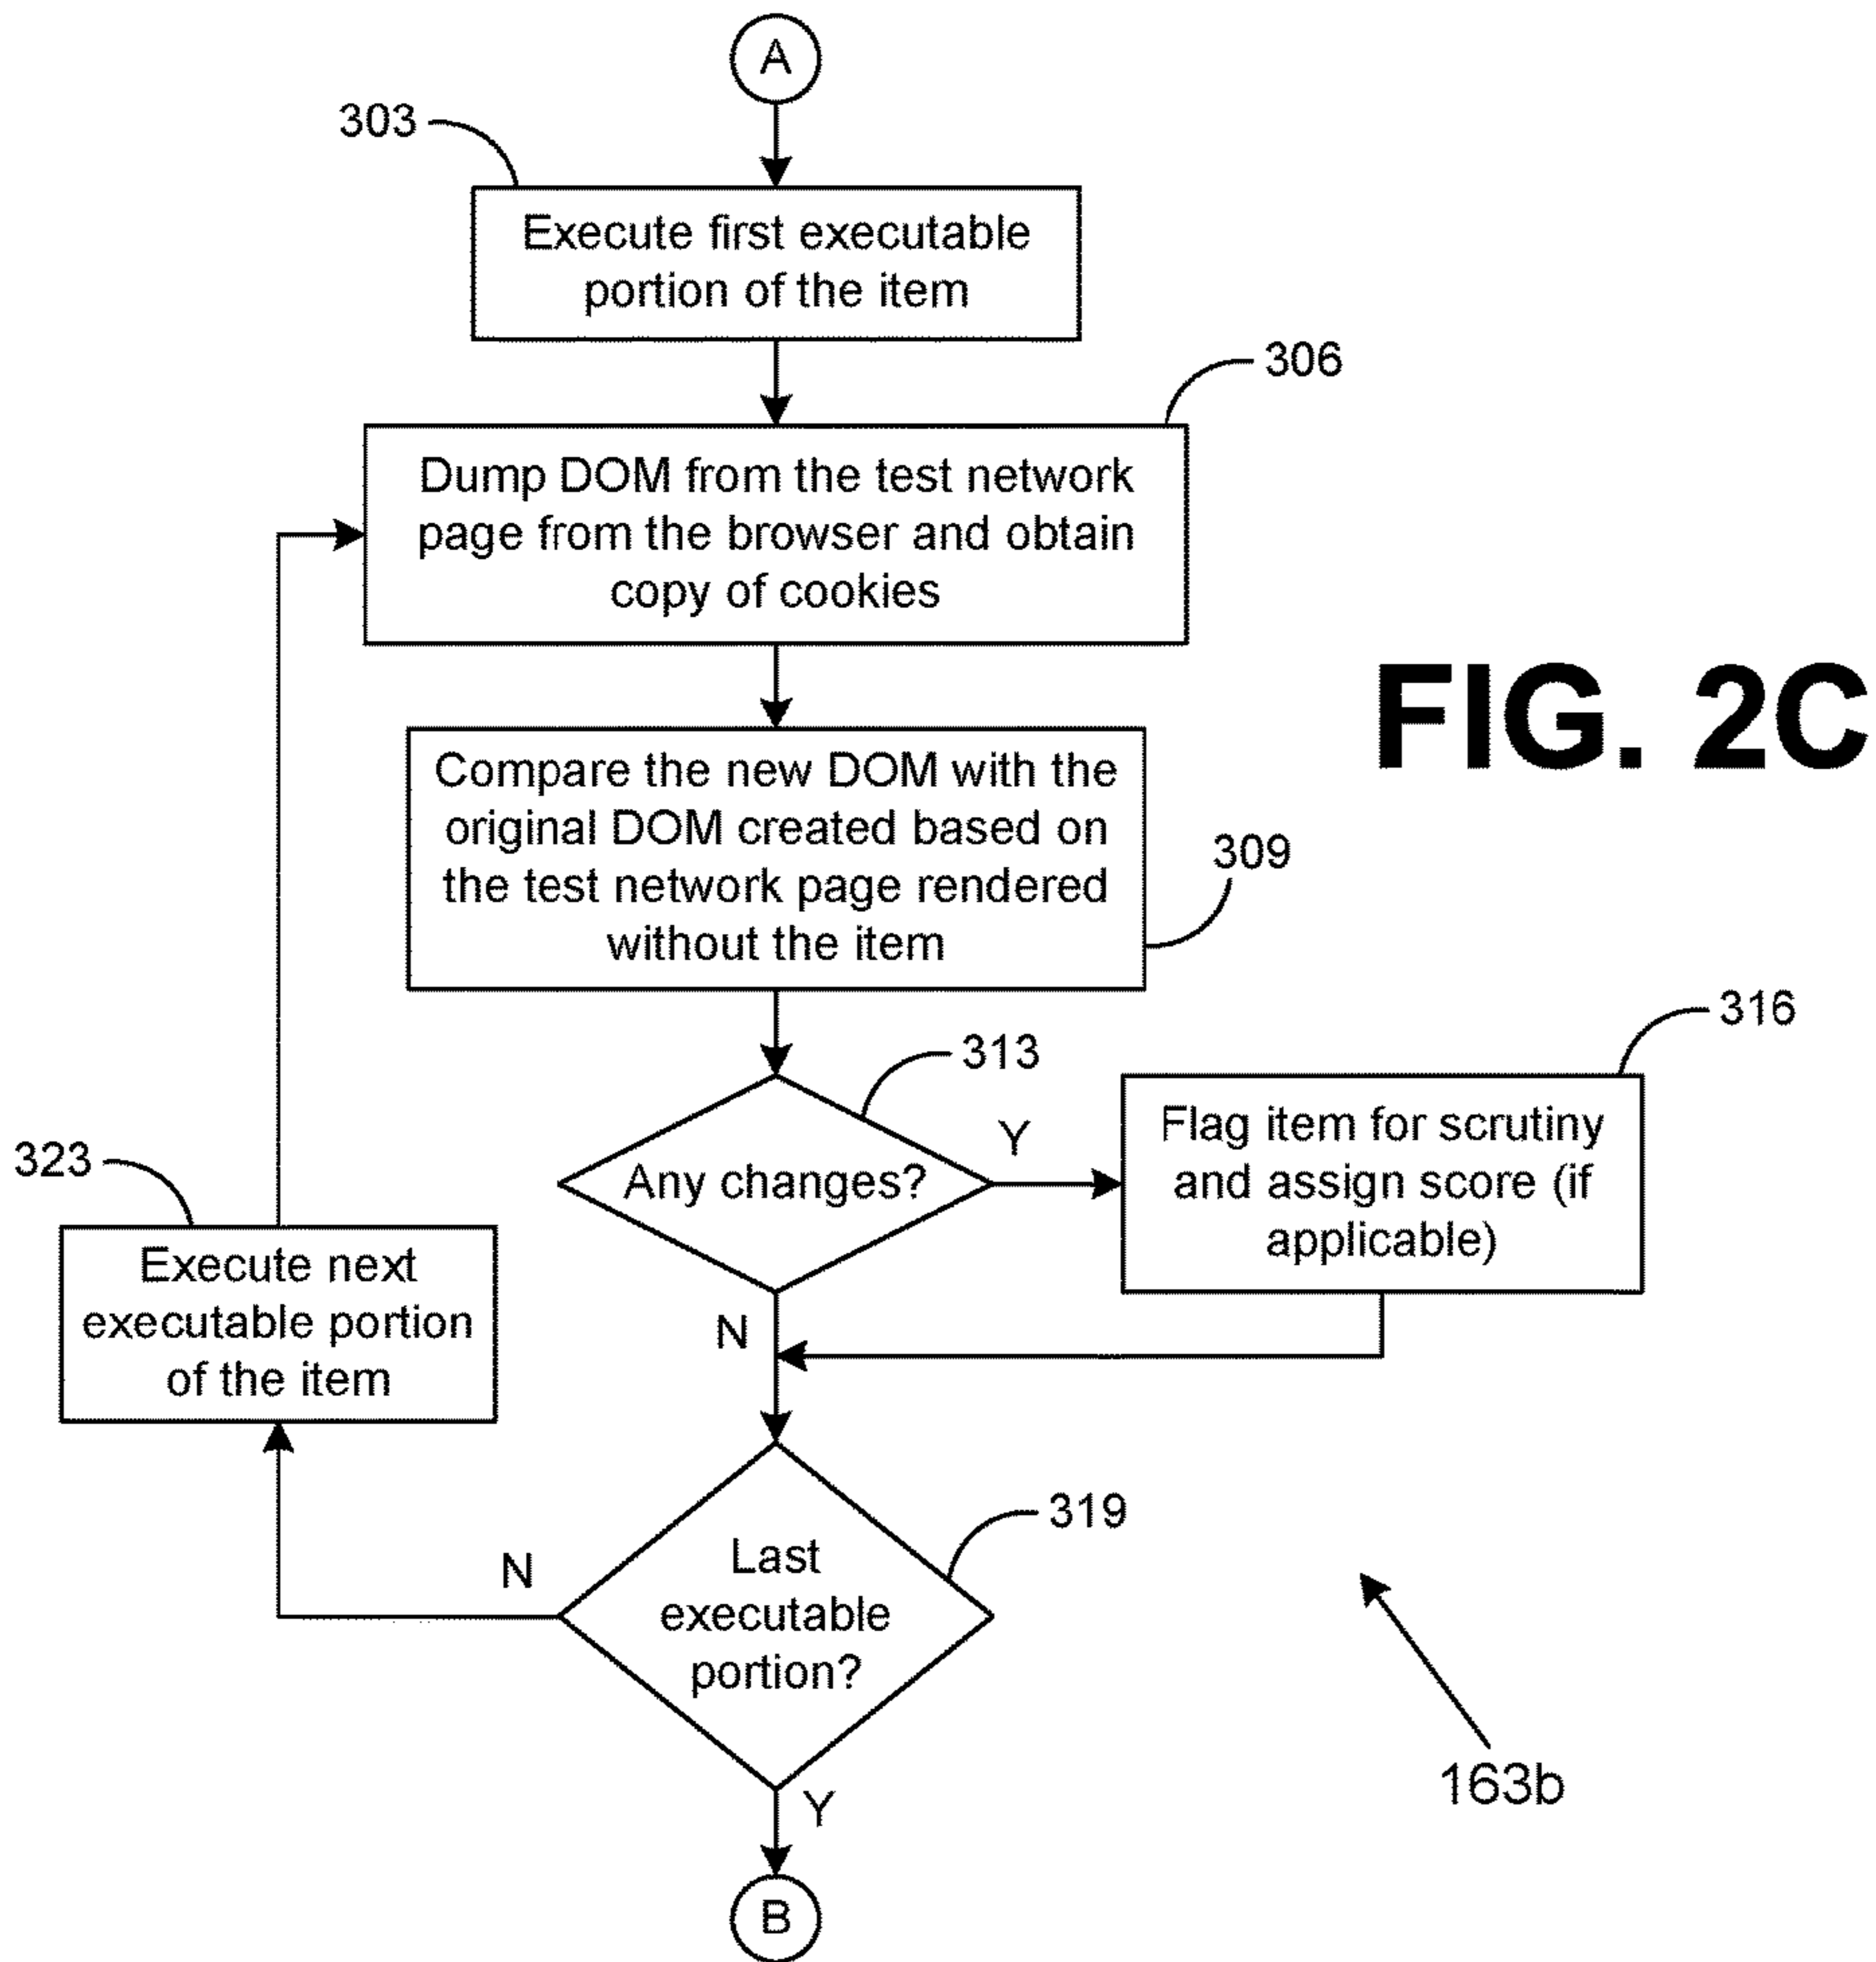 A
303
Execute first executable
portion of the item
306
Dump DOM from the test network
page from the browser and obtain
copy of cookies
FIG. 2C
Compare the new DOM with the
original DOM created based on
the test network page rendered
without the item
309
313
Any changes?
Y
N
316
Flag item for scrutiny
and assign score (if
applicable)
323
Execute next
executable portion
of the item
319
Last
executable
portion?
N
Y
163b
B